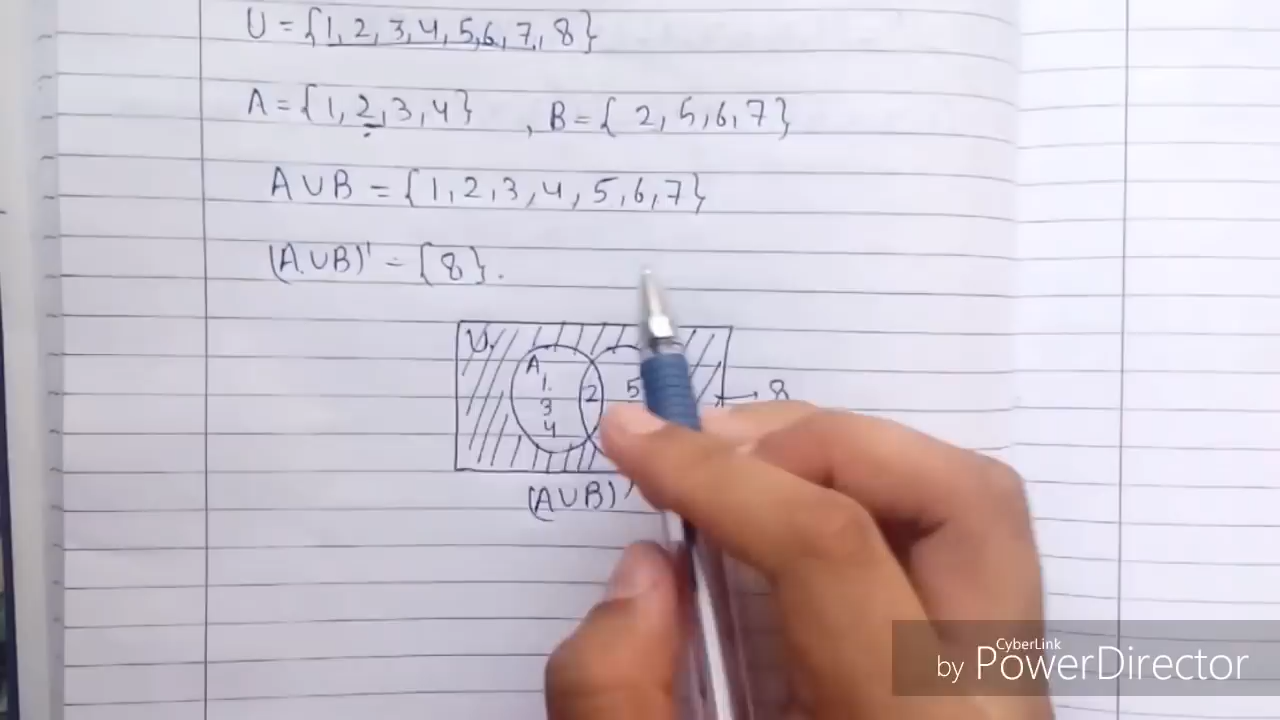 U = {1, 2, 3, 4, 5, 6, 7, 8}
A = {1, 2, 3, 4} , B = { 2, 5, 6, 7}
A ∪ B = {1, 2, 3, 4, 5, 6, 7}
(A ∪ B)' = {8}.
U
A
1. 2 5 → 8
3
4
(A ∪ B)'
CyberLink
by PowerDirector